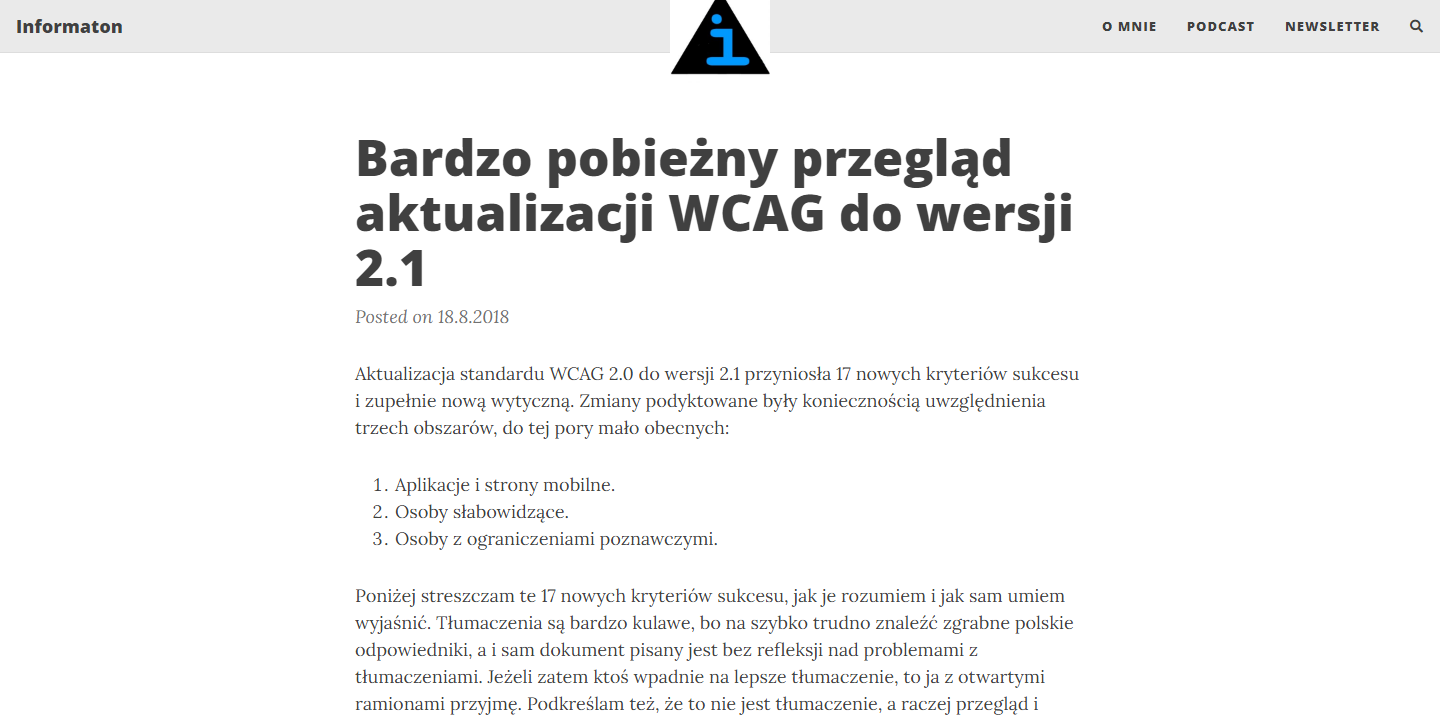 Informaton
i
O MNIE
PODCAST
NEWSLETTER
Bardzo pobieżny przegląd
aktualizacji WCAG do wersji
2.1
Posted on 18.8.2018
Aktualizacja standardu WCAG 2.0 do wersji 2.1 przyniosła 17 nowych kryteriów sukcesu
i zupełnie nową wytyczną. Zmiany podyktowane były koniecznością uwzględnienia
trzech obszarów, do tej pory mało obecnych:
1. Aplikacje i strony mobilne.
2. Osoby słabowidzące.
3. Osoby z ograniczeniami poznawczymi.
Poniżej streszczam te 17 nowych kryteriów sukcesu, jak je rozumiem i jak sam umiem
wyjaśnić. Tłumaczenia są bardzo kulawe, bo na szybko trudno znaleźć zgrabne polskie
odpowiedniki, a i sam dokument pisany jest bez refleksji nad problemami z
tłumaczeniami. Jeżeli zatem ktoś wpadnie na lepsze tłumaczenie, to ja z otwartymi
ramionami przyjmę. Podkreślam też, że to nie jest tłumaczenie, a raczej przegląd i